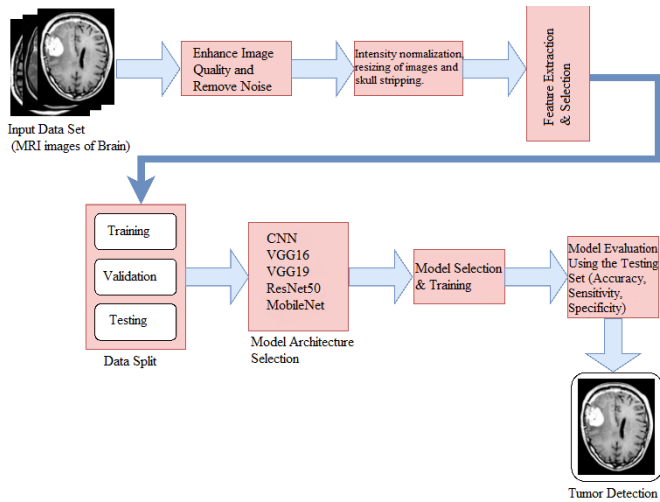 Input Data Set
(MRI images of Brain)
Enhance Image
Quality and
Remove Noise
Intensity normalization,
resizing of images and
skull stripping.
Feature Extraction
& Selection
Training
Validation
Testing
Data Split
CNN
VGG16
VGG19
ResNet50
MobileNet
Model Architecture
Selection
Model Selection
& Training
Model Evaluation
Using the Testing
Set (Accuracy,
Sensitivity,
Specificity)
Tumor Detection